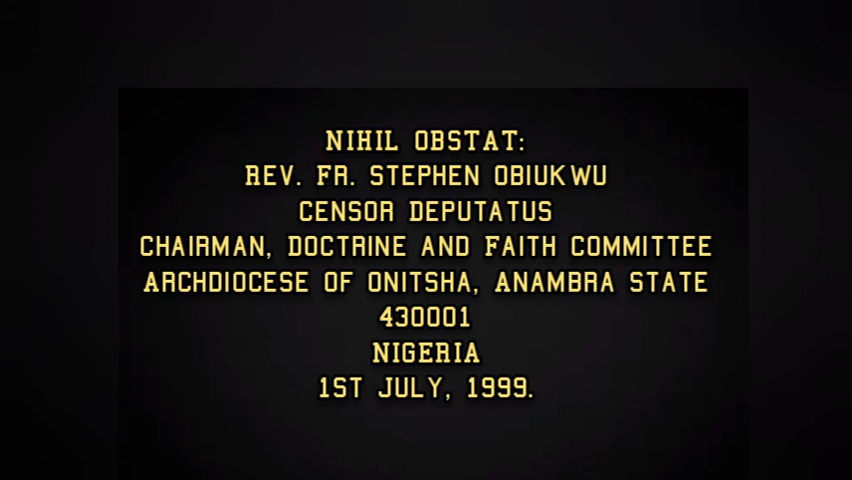 NIHIL OBSTAT:
REV. FR. STEPHEN OBIUKWU
CENSOR DEPUTATUS
CHAIRMAN, DOCTRINE AND FAITH COMMITTEE
ARCHDIOCESE OF ONITSHA, ANAMBRA STATE
430001
NIGERIA
1ST JULY, 1999.